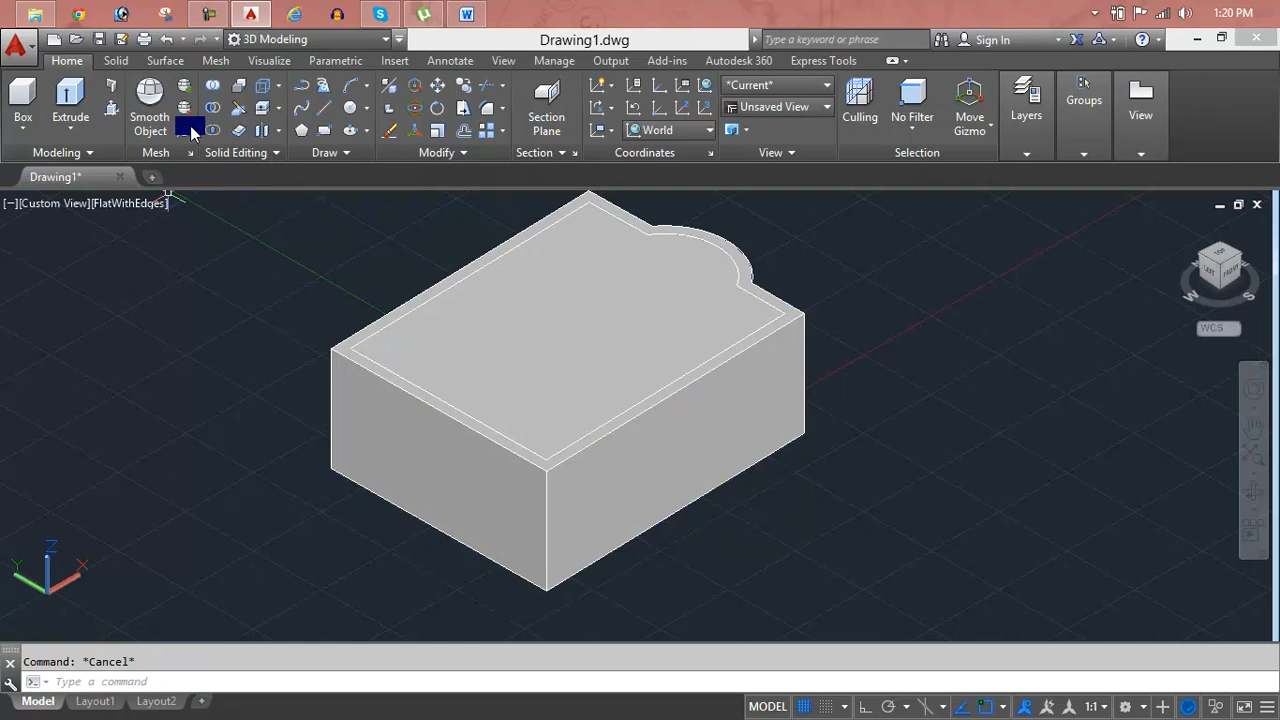 1:20 PM
3D Modeling
Drawing1.dwg
Type a keyword or phrase
Sign In
Home Solid Surface Mesh Visualize Parametric Insert Annotate View Manage Output Add-ins Autodesk 360 Express Tools
Box
Extrude
Smooth
Object
Section
Plane
*Current*
Unsaved View
World
Culling
No Filter
Move
Gizmo
Layers
Groups
View
Modeling Mesh Solid Editing Draw Modify Section Coordinates View Selection
Drawing1*
[−][Custom View][FlatWithEdges]
TOP
LEFT
FRONT
W
S
WCS
Z
Y
X
Command: *Cancel*
Type a command
Model Layout1 Layout2
MODEL
1:1